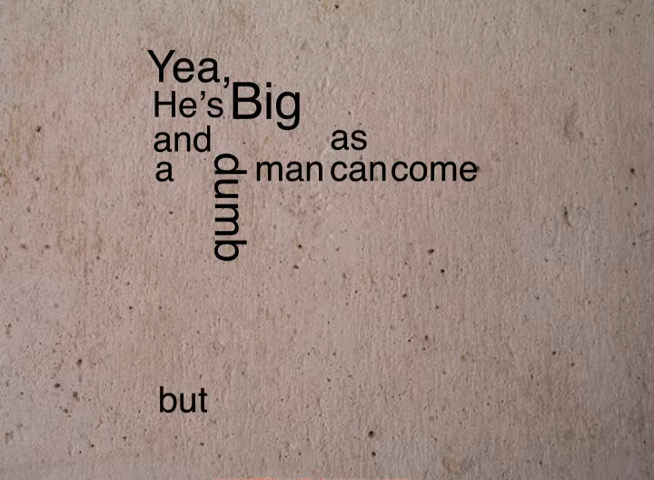 Yea,
He's Big
and as
a dumb man can come
but